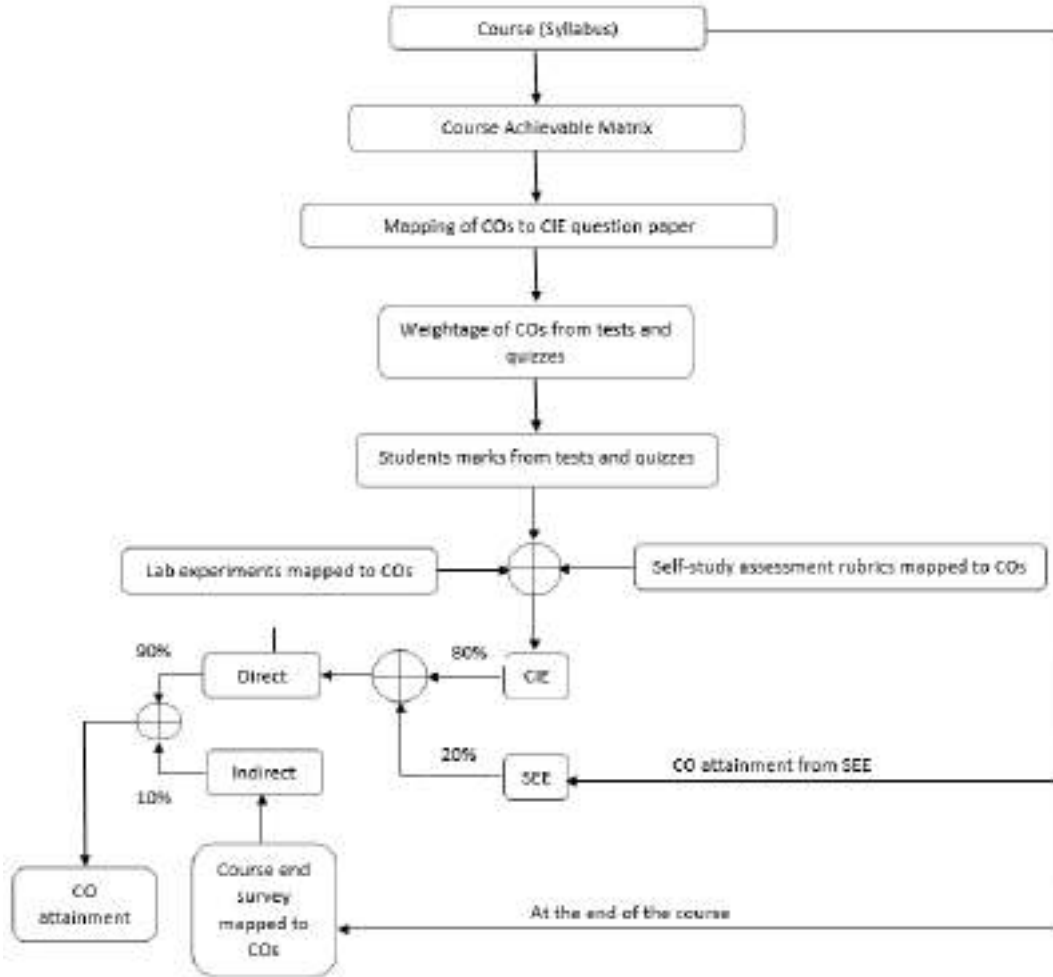 Course (Syllabus)
Course Achievable Matrix
Mapping of COs to CIE question paper
Weightage of COs from tests and
quizzes
Students marks from tests and quizzes
Lab experiments mapped to COs
Self-study assessment rubrics mapped to COs
90%
Direct
80%
CIE
Indirect
10%
20%
SEE
CO attainment from SEE
CO
attainment
Course end
survey
mapped to
COs
At the end of the course